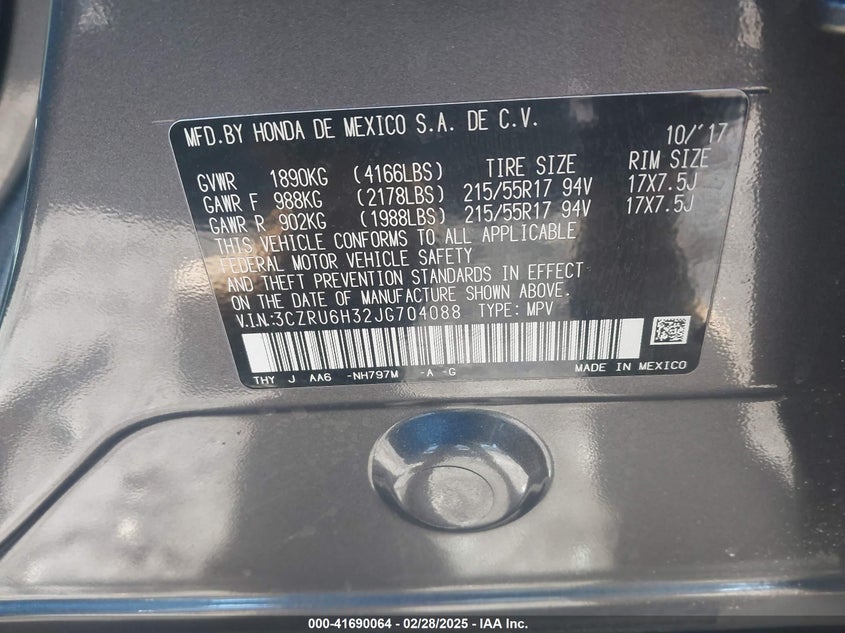 MFD.BY HONDA DE MEXICO S.A. DE C.V. 10/'17
GVWR 1890KG (4166LBS) TIRE SIZE RIM SIZE
GAWR F 988KG (2178LBS) 215/55R17 94V 17X7.5J
GAWR R 902KG (1988LBS) 215/55R17 94V 17X7.5J
THIS VEHICLE CONFORMS TO ALL APPLICABLE
FEDERAL MOTOR VEHICLE SAFETY
AND THEFT PREVENTION STANDARDS IN EFFECT
ON THE DATE OF MANUFACTURE SHOWN ABOVE.
V.I.N:3CZRU6H32JG704088 TYPE: MPV
THY J AA6 -NH797M -A -G MADE IN MEXICO
000-41690064 - 02/28/2025 - IAA Inc.